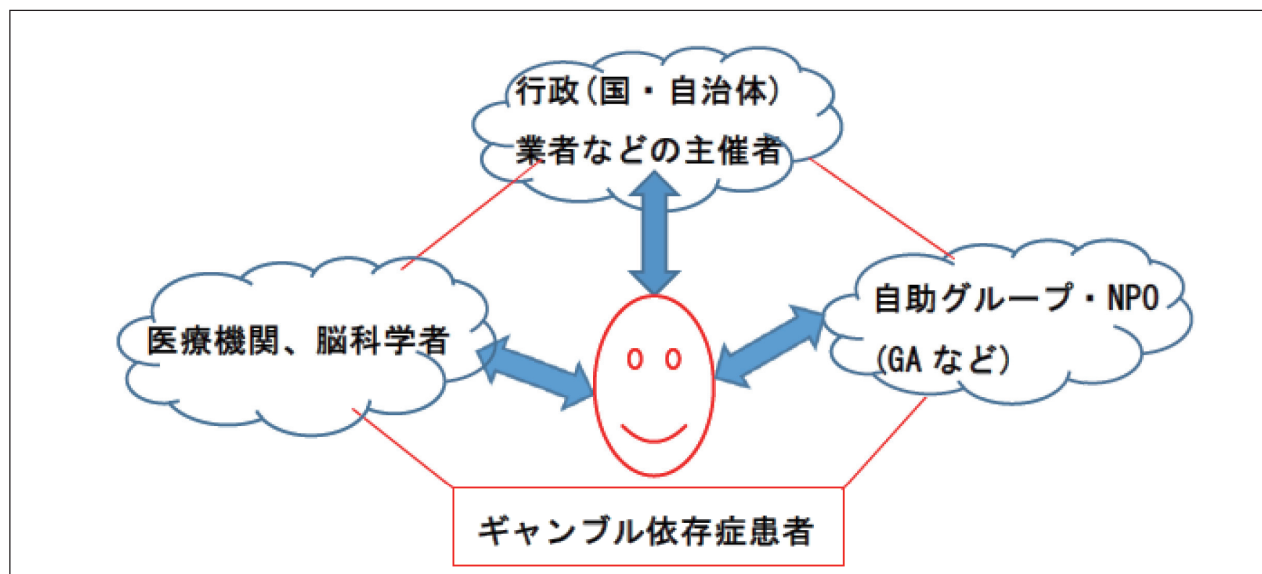 行政(国・自治体)
業者などの主催者
医療機関、脳科学者
自助グループ・NPO
(GA など)
ギャンブル依存症患者